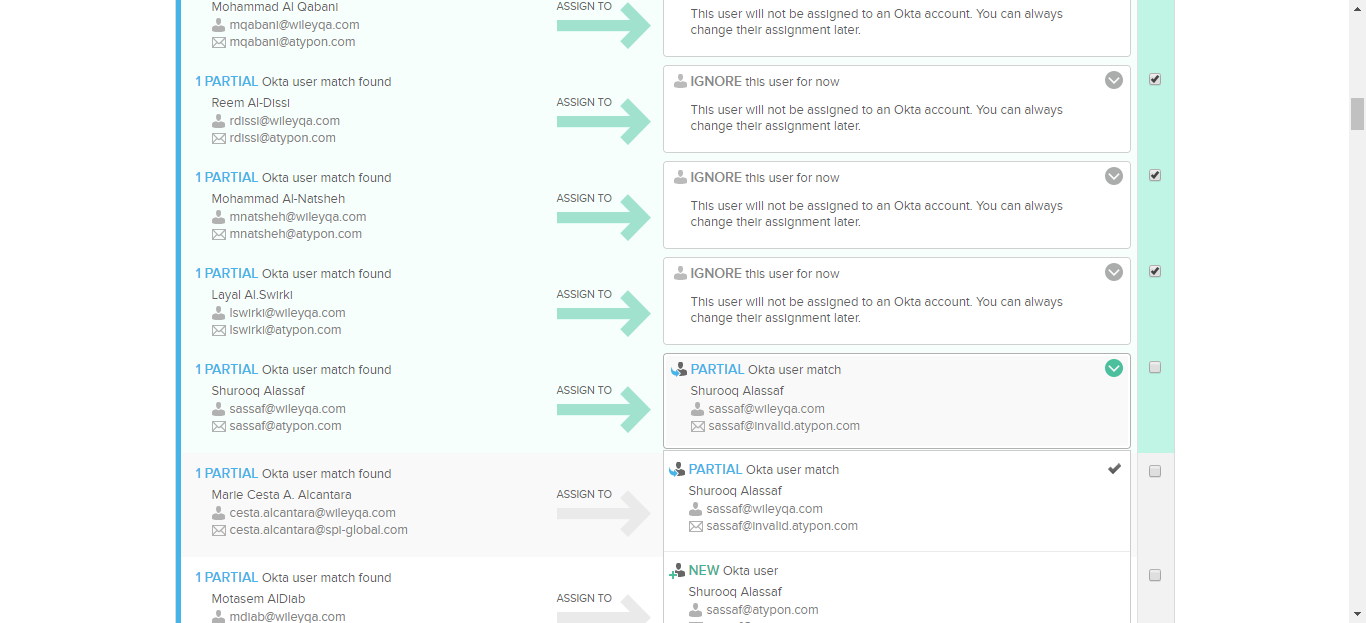 Mohammad Al Qabani
mqabani@wileyqa.com
mqabani@atypon.com
ASSIGN TO
This user will not be assigned to an Okta account. You can always
change their assignment later.
1 PARTIAL Okta user match found
Reem Al-Dissi
rdissi@wileyqa.com
rdissi@atypon.com
ASSIGN TO
IGNORE this user for now
This user will not be assigned to an Okta account. You can always
change their assignment later.
1 PARTIAL Okta user match found
Mohammad Al-Natsheh
mnatsheh@wileyqa.com
mnatsheh@atypon.com
ASSIGN TO
IGNORE this user for now
This user will not be assigned to an Okta account. You can always
change their assignment later.
1 PARTIAL Okta user match found
Layal Al.Swirki
lswirki@wileyqa.com
lswirki@atypon.com
ASSIGN TO
IGNORE this user for now
This user will not be assigned to an Okta account. You can always
change their assignment later.
1 PARTIAL Okta user match found
Shurooq Alassaf
sassaf@wileyqa.com
sassaf@atypon.com
ASSIGN TO
PARTIAL Okta user match
Shurooq Alassaf
sassaf@wileyqa.com
sassaf@invalid.atypon.com
1 PARTIAL Okta user match found
Marie Cesta A. Alcantara
cesta.alcantara@wileyqa.com
cesta.alcantara@spi-global.com
ASSIGN TO
PARTIAL Okta user match
Shurooq Alassaf
sassaf@wileyqa.com
sassaf@invalid.atypon.com
1 PARTIAL Okta user match found
Motasem AlDiab
mdiab@wileyqa.com
ASSIGN TO
NEW Okta user
Shurooq Alassaf
sassaf@atypon.com